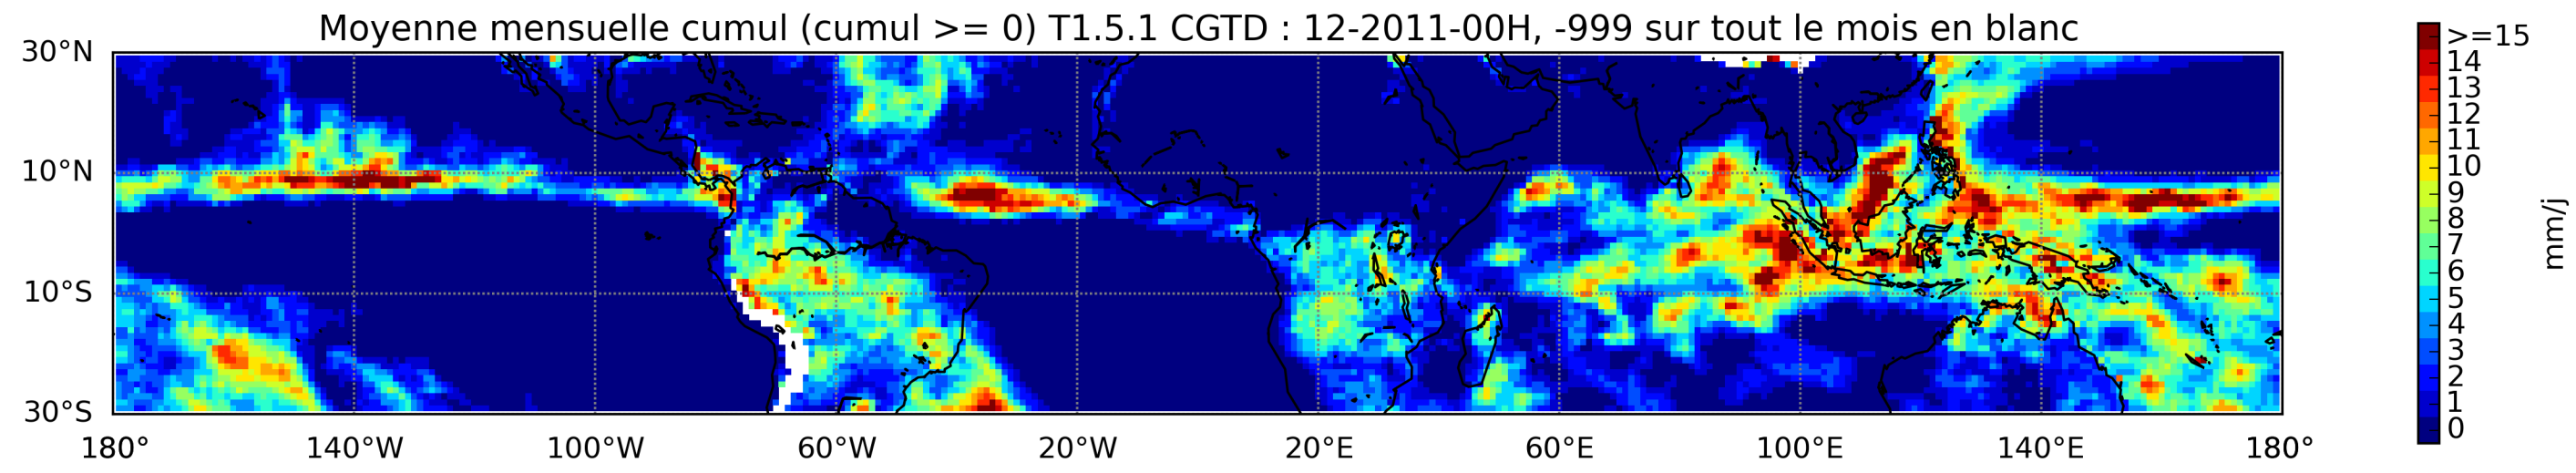 Moyenne mensuelle cumul (cumul >= 0) T1.5.1 CGTD : 12-2011-00H, -999 sur tout le mois en blanc
30°N
10°N
10°S
30°S
180° 140°W 100°W 60°W 20°W 20°E 60°E 100°E 140°E 180°
>=15
14
13
12
11
10
9
8
7
6
5
4
3
2
1
0
mm/j